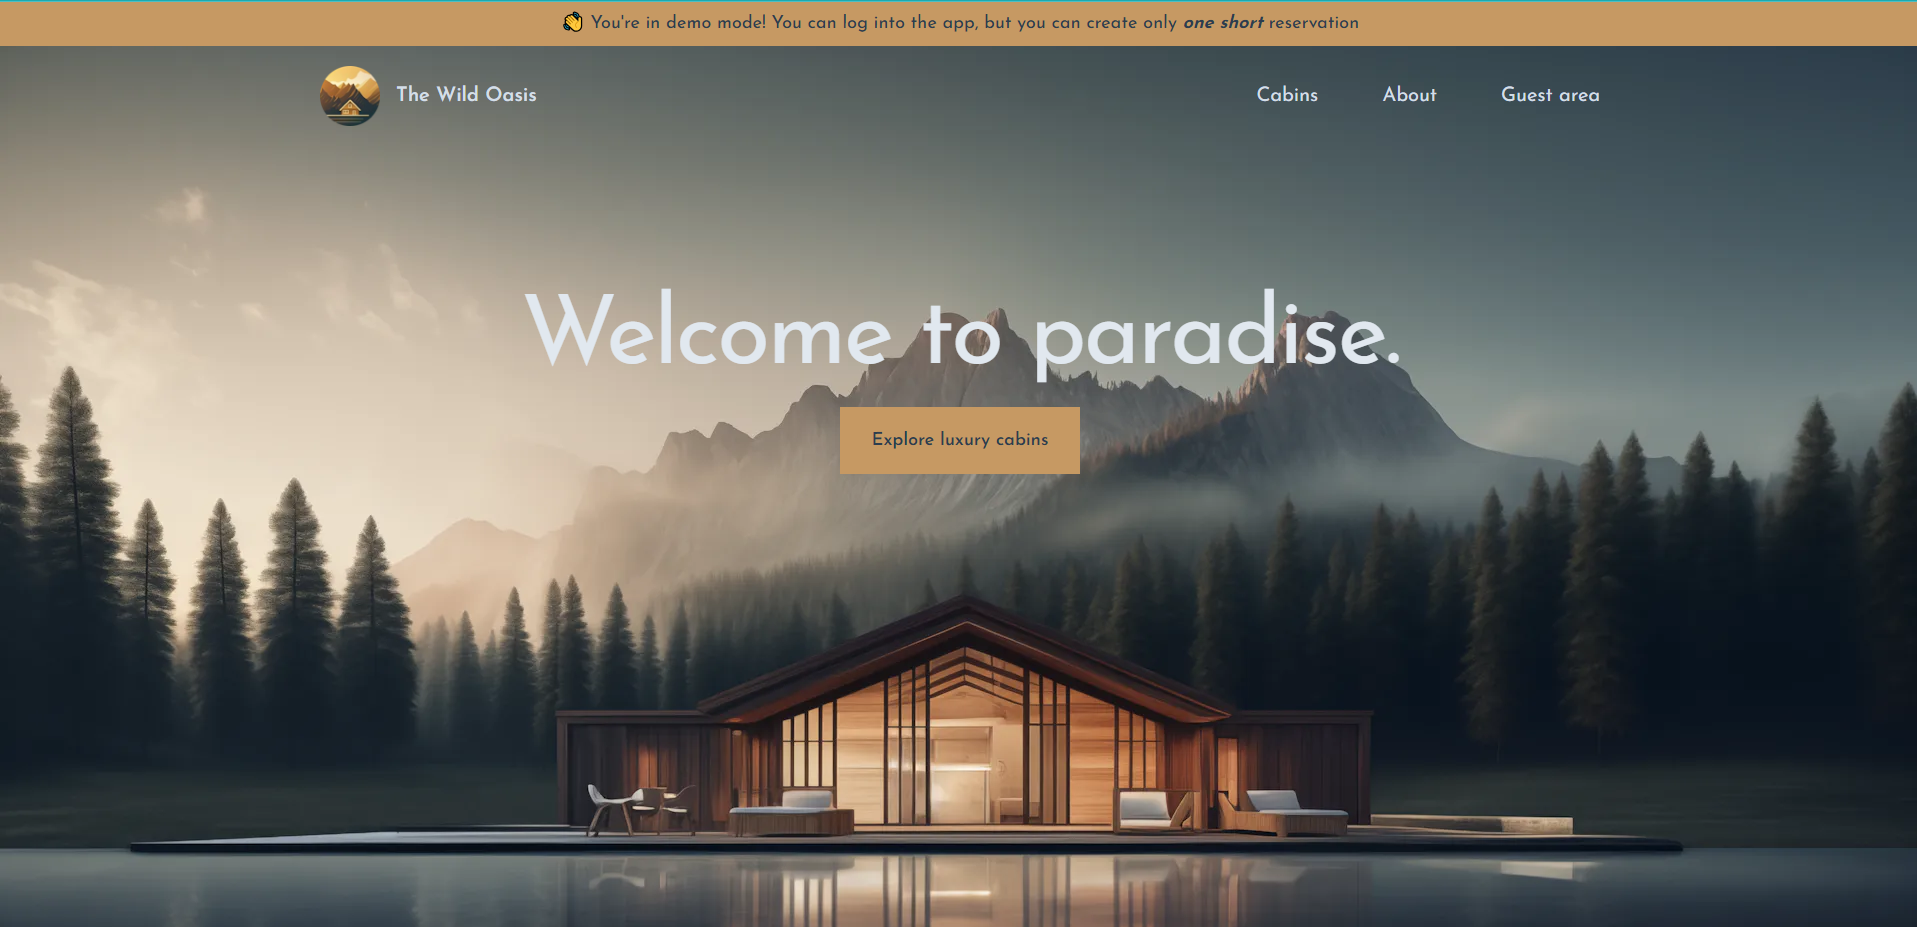 👋 You're in demo mode! You can log into the app, but you can create only one short reservation
The Wild Oasis
Cabins
About
Guest area
Welcome to paradise.
Explore luxury cabins